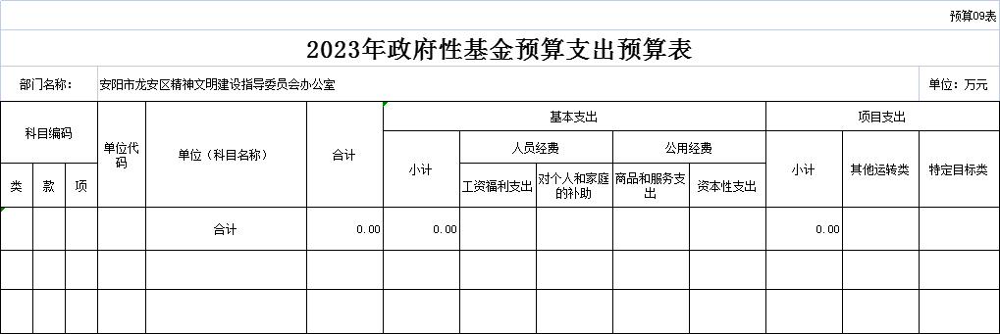 预算09表
2023年政府性基金预算支出预算表
部门名称： 安阳市龙安区精神文明建设指导委员会办公室 单位：万元
科目编码 单位代码 单位（科目名称） 合计 基本支出 项目支出
小计 人员经费 公用经费 小计 其他运转类 特定目标类
类 款 项 工资福利支出 对个人和家庭的补助 商品和服务支出 资本性支出
合计 0.00 0.00 0.00